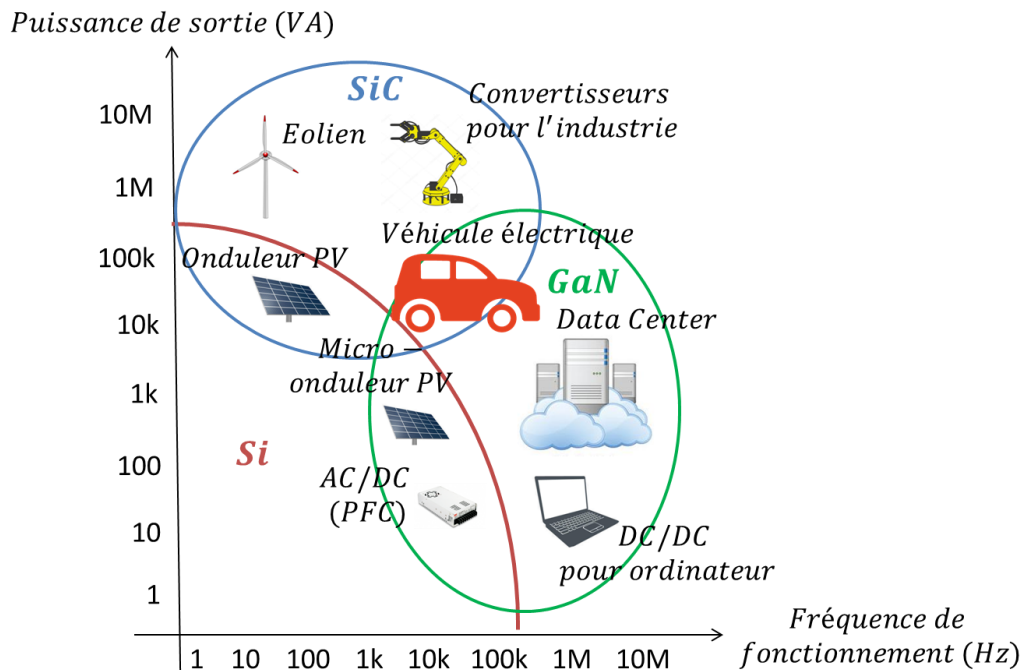 Puissance de sortie (VA)
10M
1M
100k
10k
1k
100
10
1
SiC
Convertisseurs
pour l'industrie
Eolien
Véhicule électrique
Onduleur PV
GaN
Data Center
Micro −
onduleur PV
Si
AC/DC
(PFC)
DC/DC
pour ordinateur
Fréquence de
fonctionnement (Hz)
1 10 100 1k 10k 100k 1M 10M